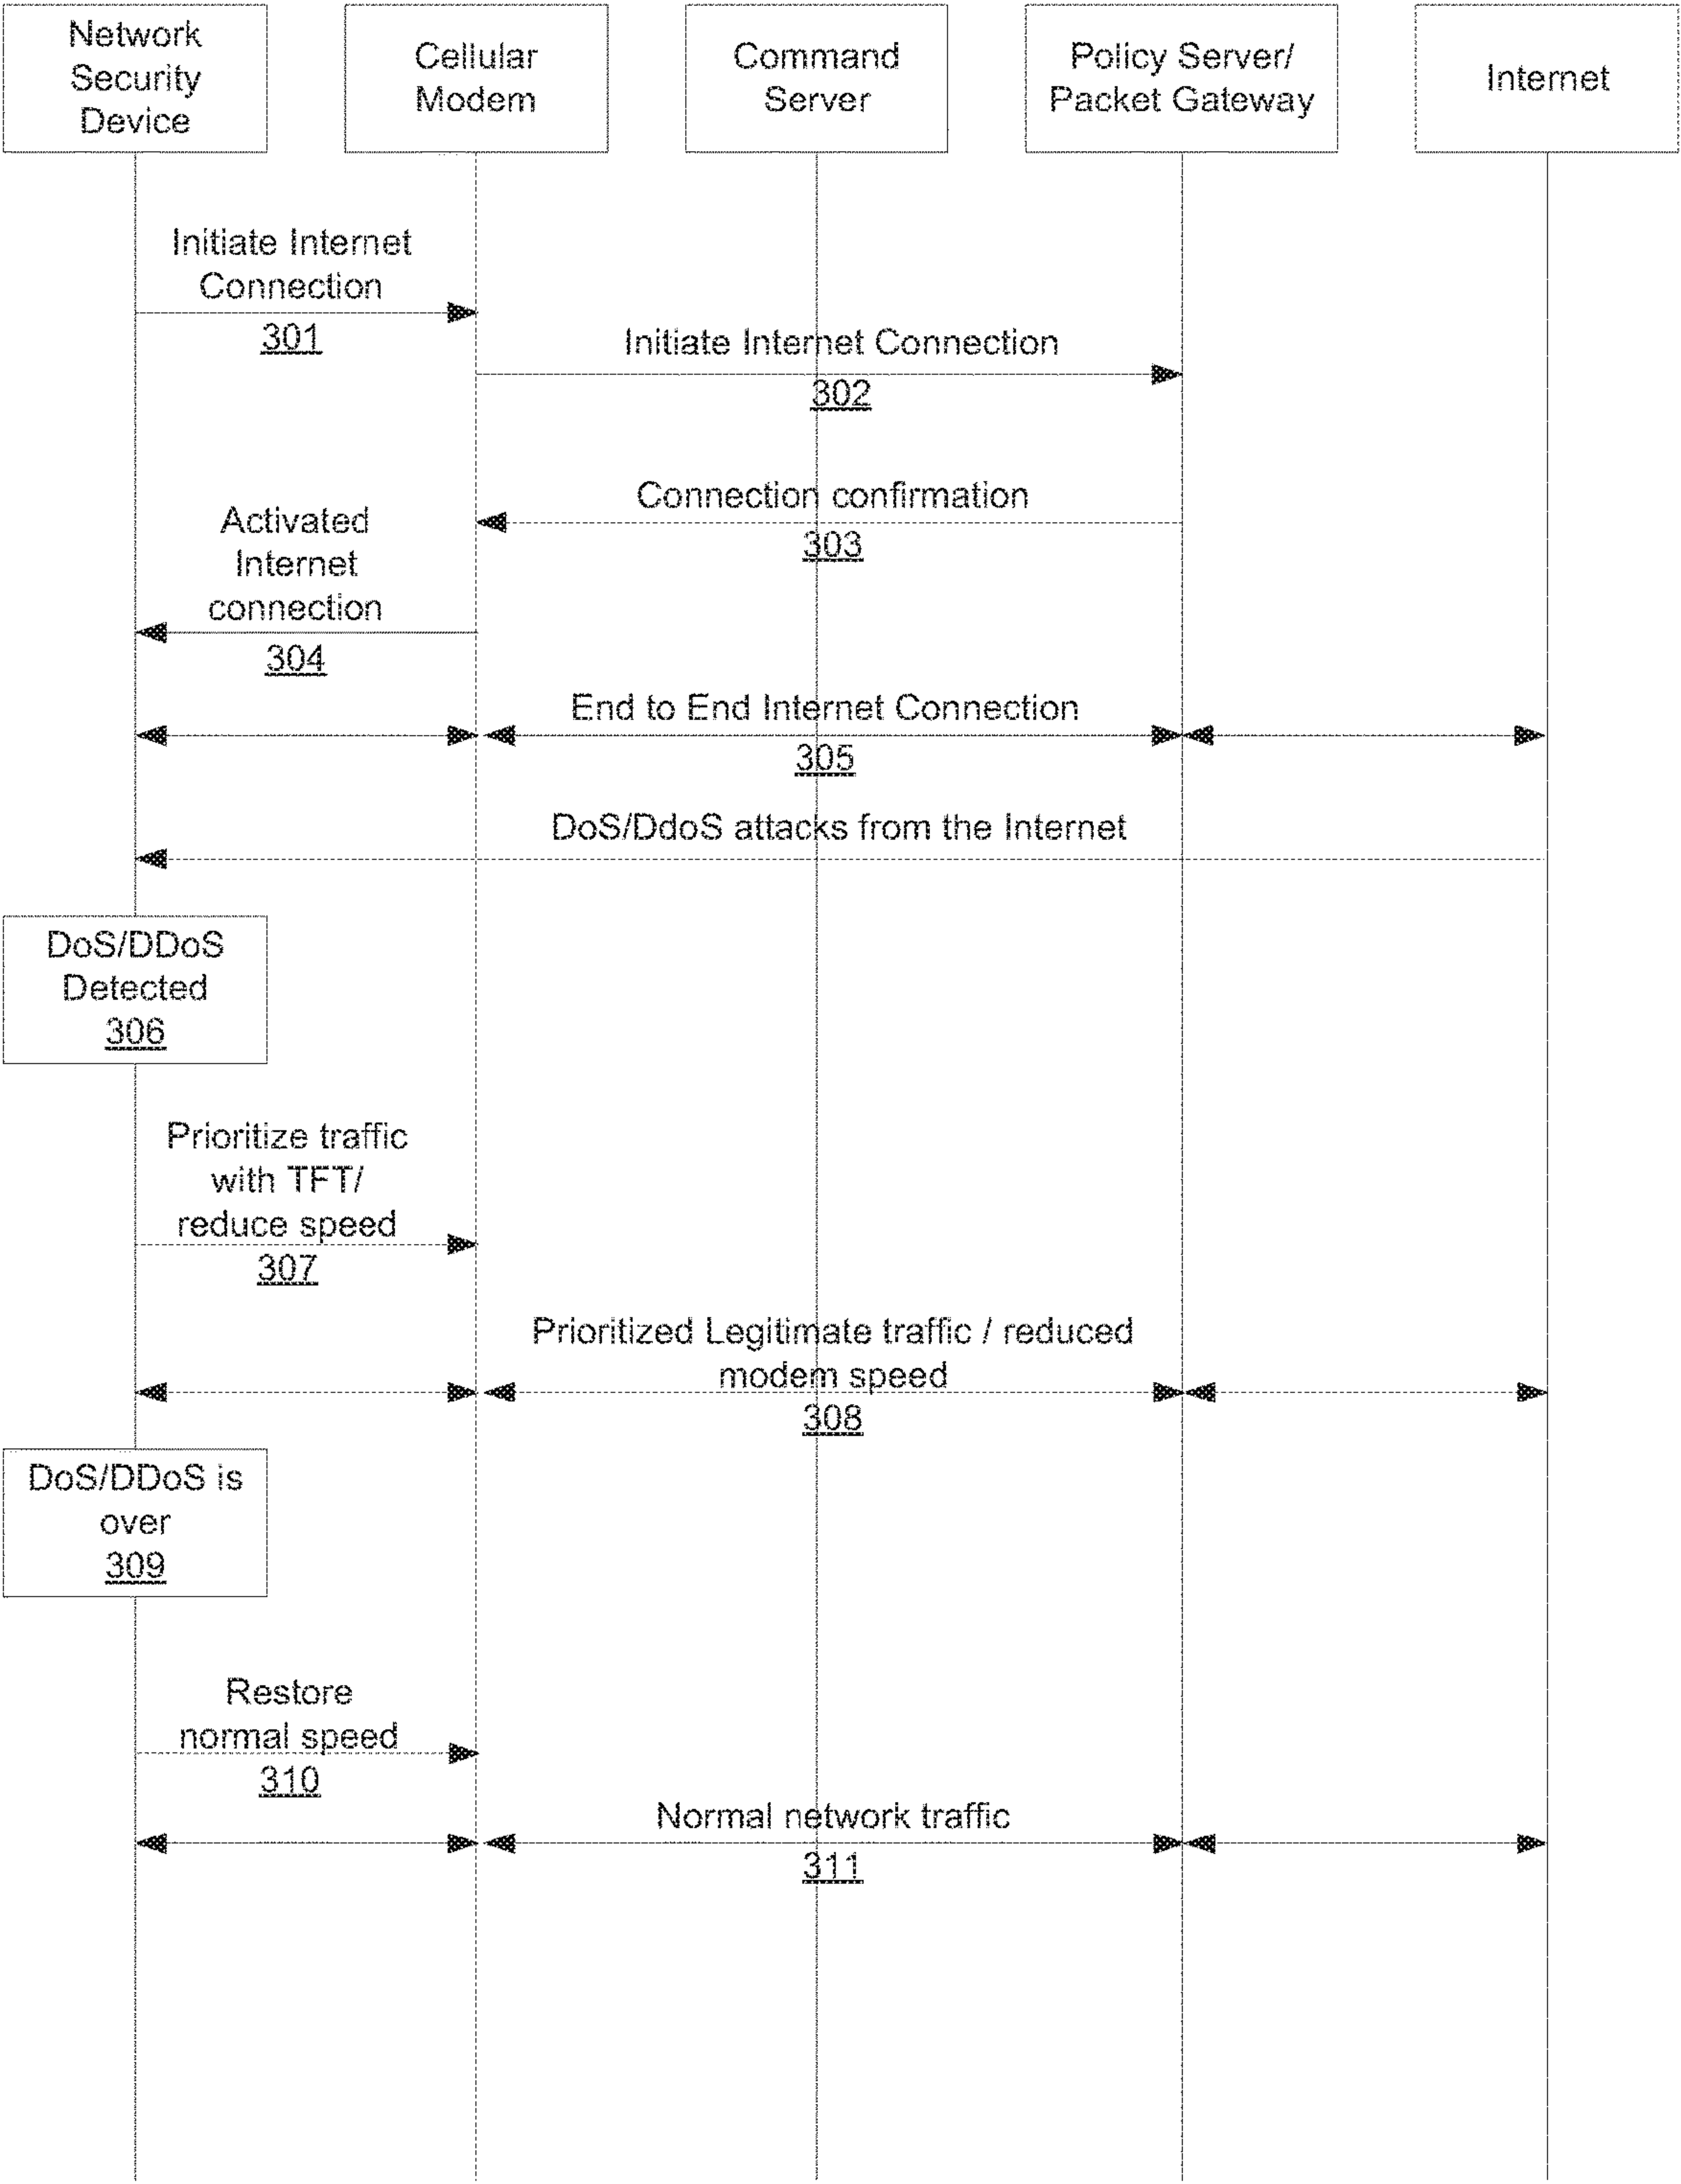 Network
Security
Device
Cellular
Modem
Command
Server
Policy Server/
Packet Gateway
Internet
Initiate Internet
Connection
301
Initiate Internet Connection
302
Connection confirmation
303
Activated
Internet
connection
304
End to End Internet Connection
305
DoS/DdoS attacks from the Internet
DoS/DDoS
Detected
306
Prioritize traffic
with TFT/
reduce speed
307
Prioritized Legitimate traffic / reduced
modem speed
308
DoS/DDoS is
over
309
Restore
normal speed
310
Normal network traffic
311